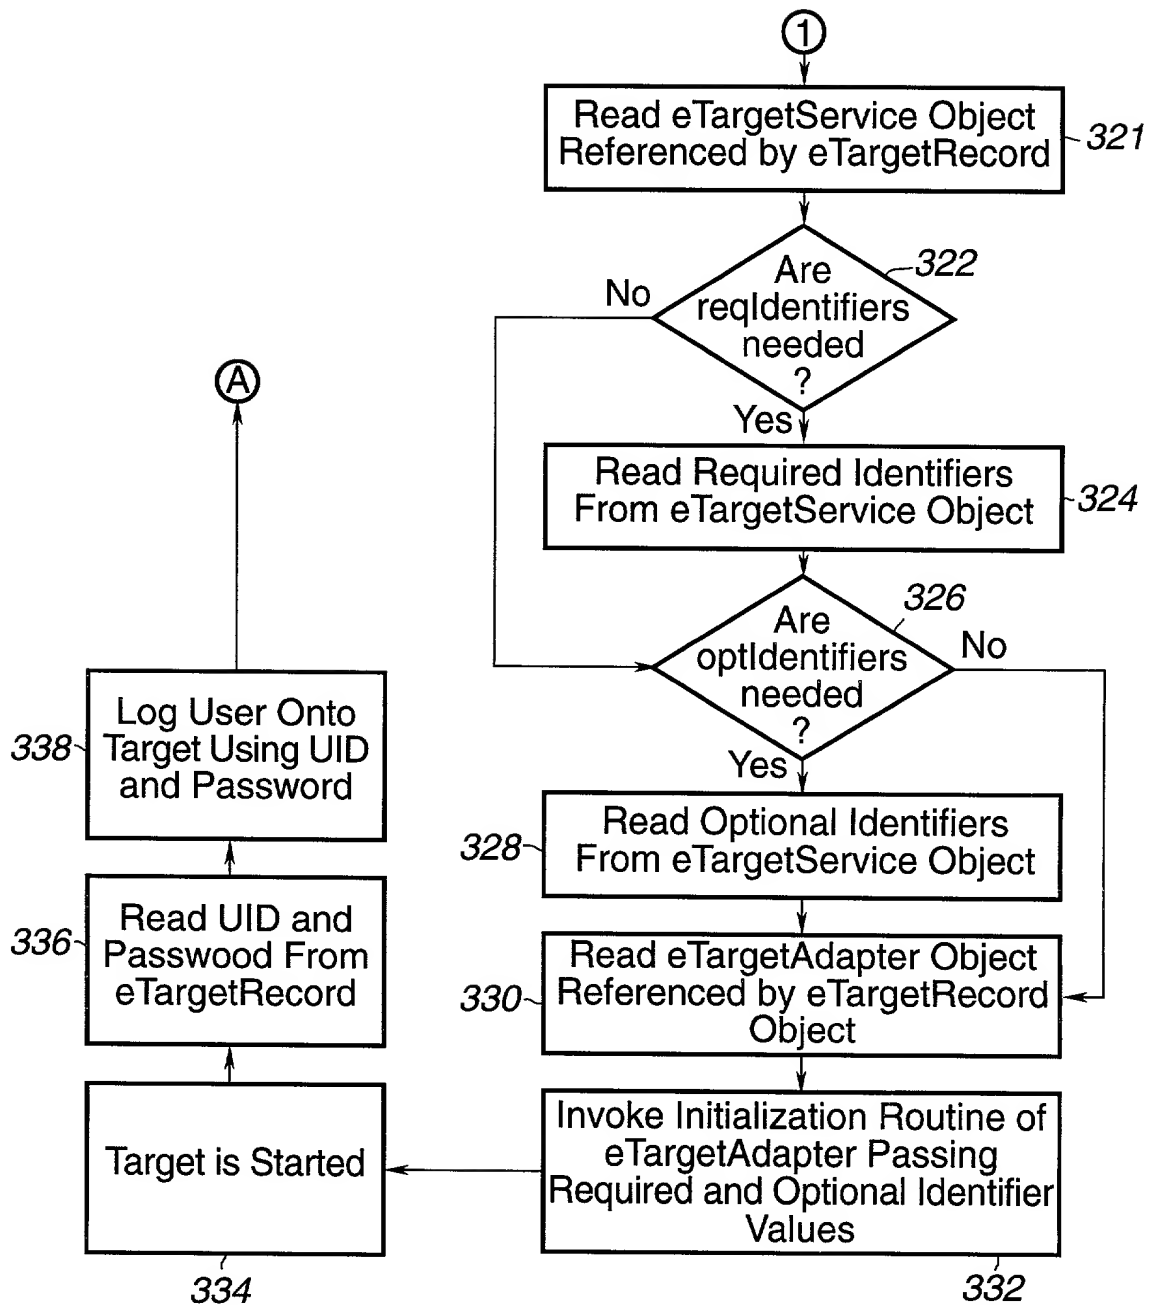 1
Read eTargetService Object
Referenced by eTargetRecord
321
Are
reqIdentifiers
needed
?
322
No
Yes
Read Required Identifiers
From eTargetService Object
324
Are
optIdentifiers
needed
?
326
No
Yes
Read Optional Identifiers
From eTargetService Object
328
Read eTargetAdapter Object
Referenced by eTargetRecord
Object
330
Invoke Initialization Routine of
eTargetAdapter Passing
Required and Optional Identifier
Values
332
Target is Started
334
Read UID and
Passwood From
eTargetRecord
336
Log User Onto
Target Using UID
and Password
338
A